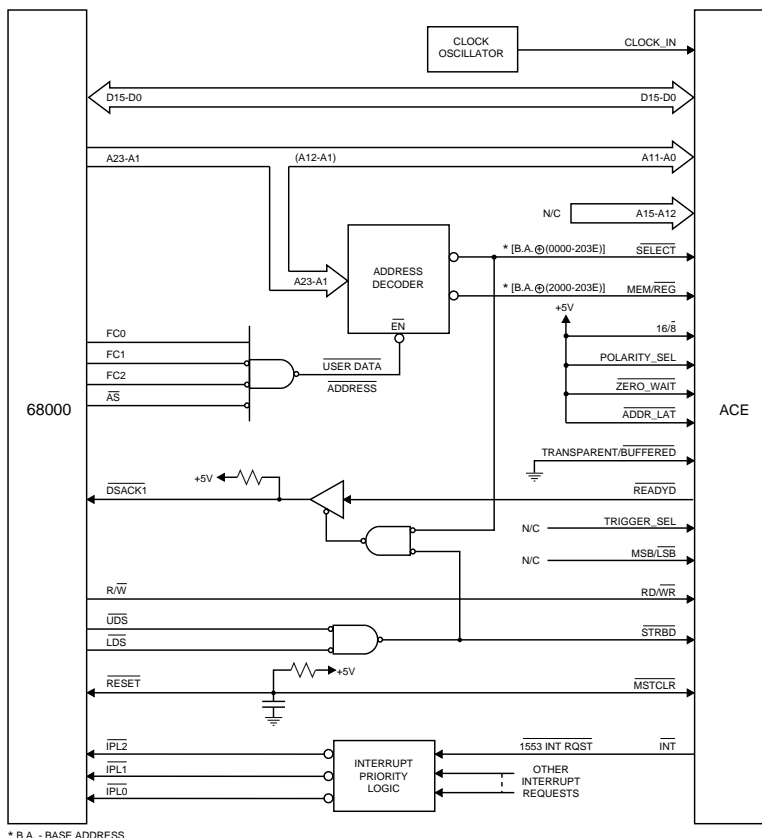 CLOCK
OSCILLATOR
CLOCK_IN
D15-D0
D15-D0
A23-A1
(A12-A1)
A11-A0
N/C
A15-A12
* [B.A.⊕(0000-203E)]
SELECT
ADDRESS
DECODER
A23-A1
* [B.A.⊕(2000-203E)]
MEM/REG
EN
+5V
16/8
FC0
FC1
FC2
AS
USER DATA
ADDRESS
POLARITY_SEL
ZERO_WAIT
ADDR_LAT
68000
ACE
TRANSPARENT/BUFFERED
+5V
DSACK1
READYD
N/C
TRIGGER_SEL
N/C
MSB/LSB
R/W
RD/WR
UDS
LDS
STRBD
+5V
RESET
MSTCLR
IPL2
IPL1
IPL0
INTERRUPT
PRIORITY
LOGIC
1553 INT RQST
INT
OTHER
INTERRUPT
REQUESTS
* B.A. - BASE ADDRESS